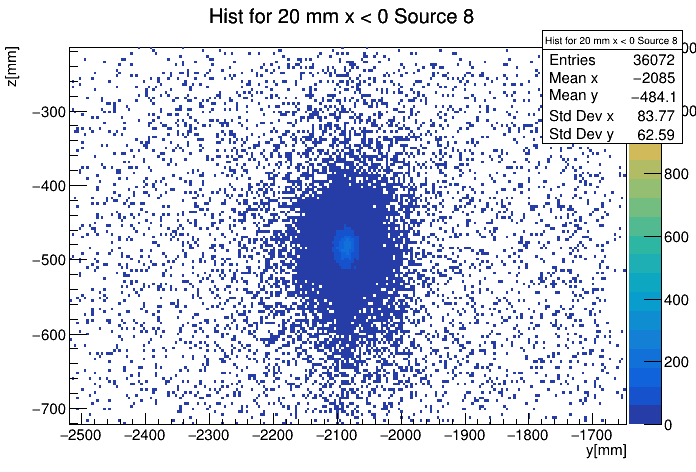 Hist for 20 mm x < 0 Source 8
Hist for 20 mm x < 0 Source 8
Entries 36072
Mean x −2085
Mean y −484.1
Std Dev x 83.77
Std Dev y 62.59
z[mm]
−300
−400
−500
−600
−700
−2500 −2400 −2300 −2200 −2100 −2000 −1900 −1800 −1700
y[mm]
800
600
400
200
0